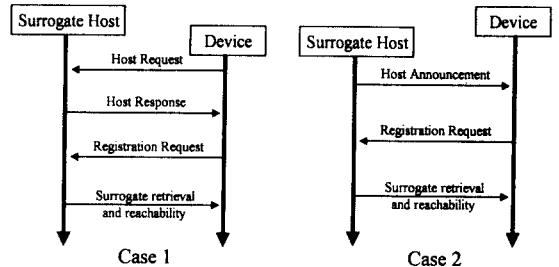 Surrogate Host
Device
Host Request
Host Response
Registration Request
Surrogate retrieval
and reachability
Case 1
Surrogate Host
Device
Host Announcement
Registration Request
Surrogate retrieval
and reachability
Case 2